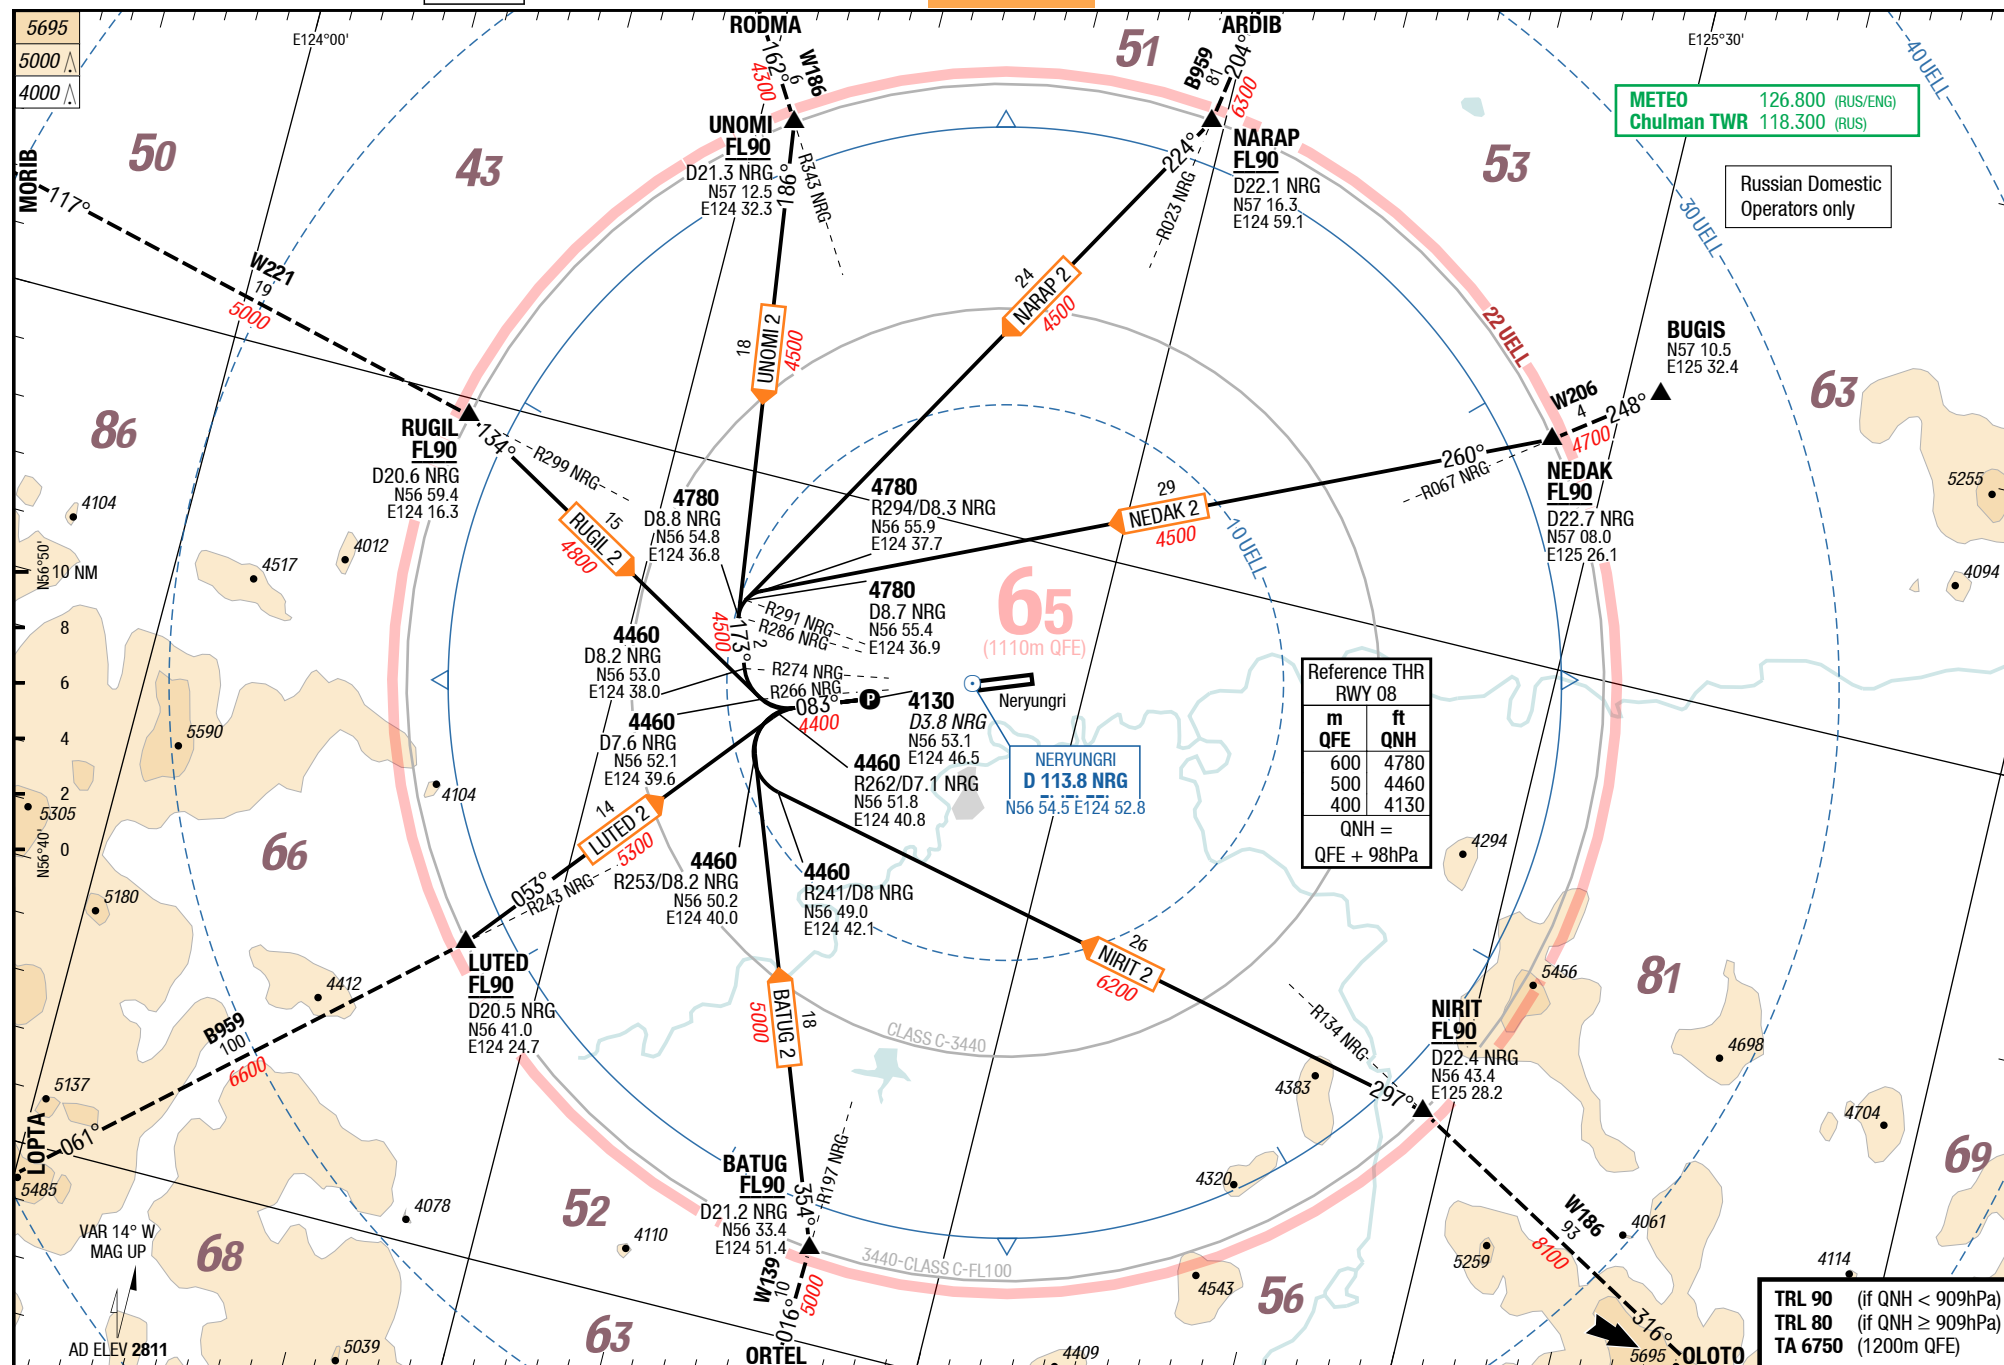 5695
5000
4000
E124°00'
RODMA
162°
W186
6
4300
51
ARDIB
B959
81
204°
6300
E125°30'
40 UELL
METEO 126.800 (RUS/ENG)
Chulman TWR 118.300 (RUS)
Russian Domestic
Operators only
50
43
53
MORIB
117°
W221
19
5000
UNOMI
FL90
D21.3 NRG
N57 12.5
E124 32.3
186°
R343 NRG
NARAP
FL90
D22.1 NRG
N57 16.3
E124 59.1
224°
R023 NRG
30 UELL
22 UELL
18
UNOMI 2
4500
24
NARAP 2
4500
BUGIS
N57 10.5
E125 32.4
W206
4
248°
4700
63
86
RUGIL
FL90
D20.6 NRG
N56 59.4
E124 16.3
134°
R299 NRG
15
RUGIL 2
4800
260°
R067 NRG
NEDAK
FL90
D22.7 NRG
N57 08.0
E125 26.1
29
NEDAK 2
4500
10 UELL
4780
D8.8 NRG
N56 54.8
E124 36.8
4780
R294/D8.3 NRG
N56 55.9
E124 37.7
4780
D8.7 NRG
N56 55.4
E124 36.9
R291 NRG
R286 NRG
R274 NRG
R266 NRG
4500
173°
2
65
(1110m QFE)
5255
4104
4012
4517
4094
N56°50'
10 NM
8
6
4
2
0
N56°40'
4460
D8.2 NRG
N56 53.0
E124 38.0
083°
4400
P
4130
D3.8 NRG
N56 53.1
E124 46.5
Neryungri
NERYUNGRI
D 113.8 NRG
N56 54.5 E124 52.8
Reference THR
RWY 08
m ft
QFE QNH
600 4780
500 4460
400 4130
QNH =
QFE + 98hPa
4460
D7.6 NRG
N56 52.1
E124 39.6
4460
R262/D7.1 NRG
N56 51.8
E124 40.8
5590
5305
4104
66
5180
14
LUTED 2
5300
053°
R243 NRG
4460
R253/D8.2 NRG
N56 50.2
E124 40.0
4460
R241/D8 NRG
N56 49.0
E124 42.1
4294
LUTED
FL90
D20.5 NRG
N56 41.0
E124 24.7
4412
B959
100
6600
26
NIRIT 2
6200
5456
81
18
BATUG 2
5000
CLASS C-3440
R134 NRG
297°
NIRIT
FL90
D22.4 NRG
N56 43.4
E125 28.2
4698
4383
4704
5137
LOPTA
061°
5485
BATUG
FL90
D21.2 NRG
N56 33.4
E124 51.4
354°
R197 NRG
4320
69
4078
52
4110
VAR 14° W
MAG UP
68
W139
10
016°
5000
3440-CLASS C-FL100
4543
56
W186
93
8100
4061
5259
4114
63
AD ELEV 2811
5039
ORTEL
4409
316°
5695
OLOTO
TRL 90 (if QNH < 909hPa)
TRL 80 (if QNH ≥ 909hPa)
TA 6750 (1200m QFE)